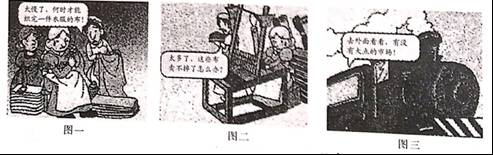 太慢了，何时才能
织完一件衣服的布！
太多了，这些布
卖不掉了怎么办？
去外面看看，有没
有大点的市场！
图一
图二
图三